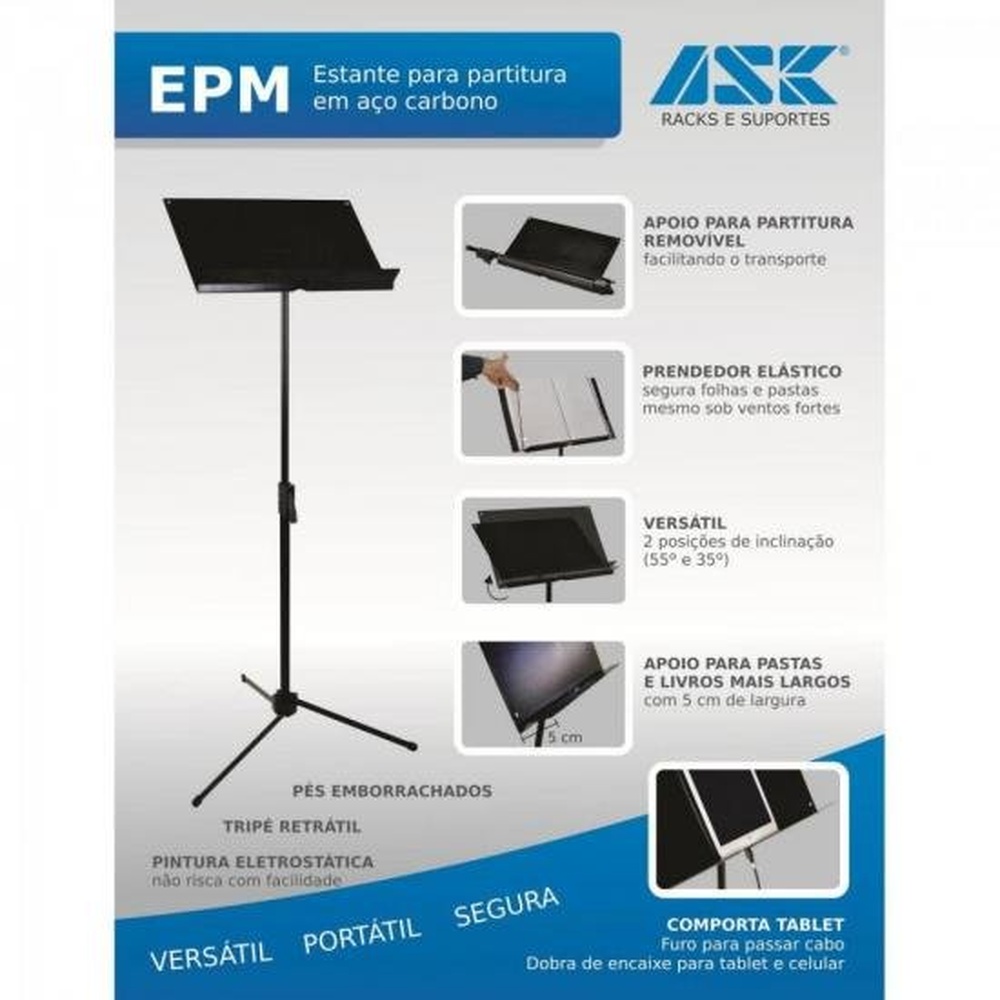 EPM
Estante para partitura
em aço carbono
ASK®
RACKS E SUPORTES
APOIO PARA PARTITURA
REMOVÍVEL
facilitando o transporte
PRENDEDOR ELÁSTICO
segura folhas e pastas
mesmo sob ventos fortes
VERSÁTIL
2 posições de inclinação
(55º e 35º)
APOIO PARA PASTAS
E LIVROS MAIS LARGOS
com 5 cm de largura
5 cm
PÉS EMBORRACHADOS
TRIPÉ RETRÁTIL
PINTURA ELETROSTÁTICA
não risca com facilidade
VERSÁTIL PORTÁTIL SEGURA
COMPORTA TABLET
Furo para passar cabo
Dobra de encaixe para tablet e celular